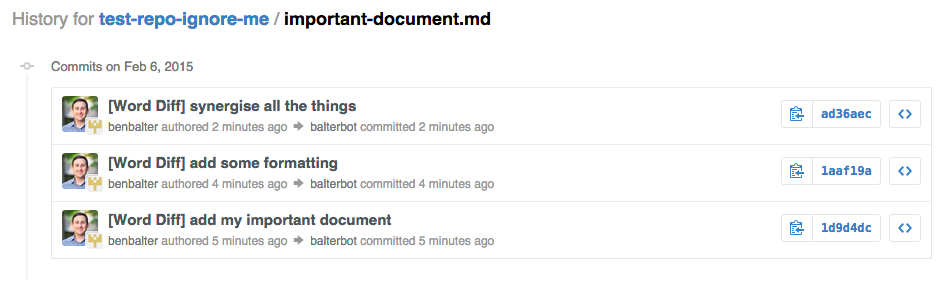 History for test-repo-ignore-me / important-document.md
Commits on Feb 6, 2015
[Word Diff] synergise all the things
benbalter authored 2 minutes ago balterbot committed 2 minutes ago
ad36aec
[Word Diff] add some formatting
benbalter authored 4 minutes ago balterbot committed 4 minutes ago
1aaf19a
[Word Diff] add my important document
benbalter authored 5 minutes ago balterbot committed 5 minutes ago
1d9d4dc